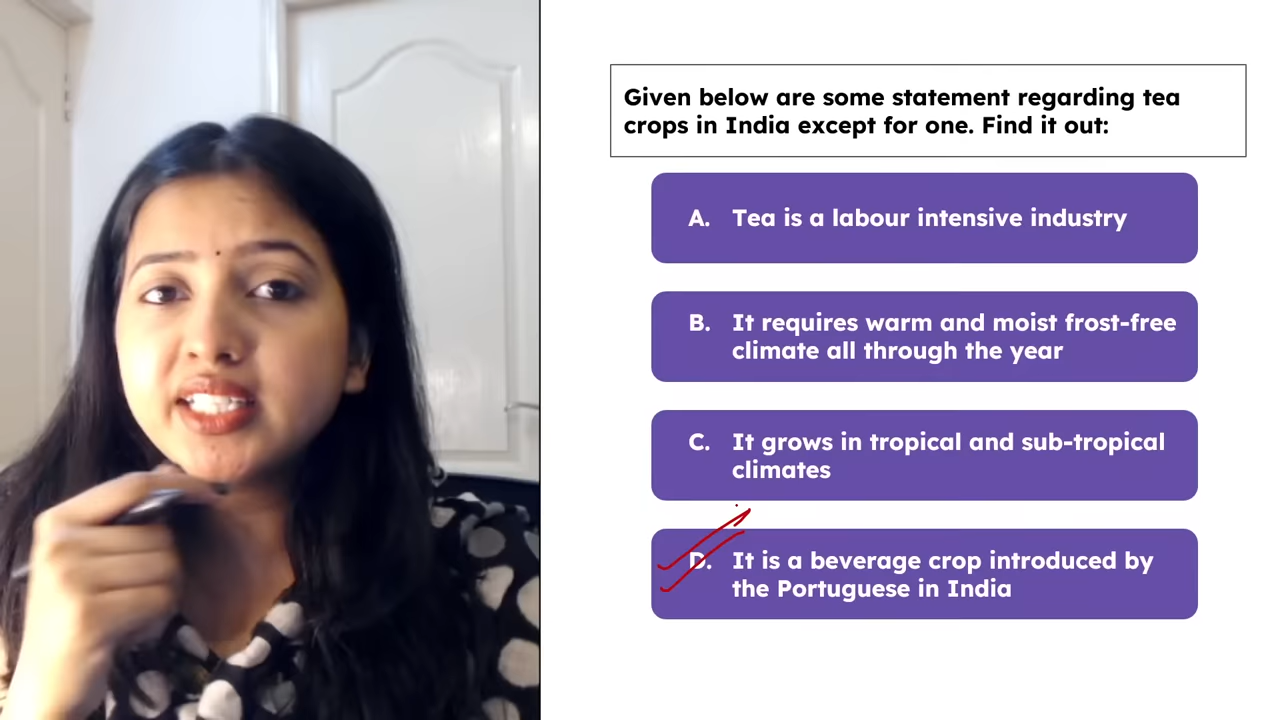 Given below are some statement regarding tea
crops in India except for one. Find it out:
A. Tea is a labour intensive industry
B. It requires warm and moist frost-free
climate all through the year
C. It grows in tropical and sub-tropical
climates
D. It is a beverage crop introduced by
the Portuguese in India